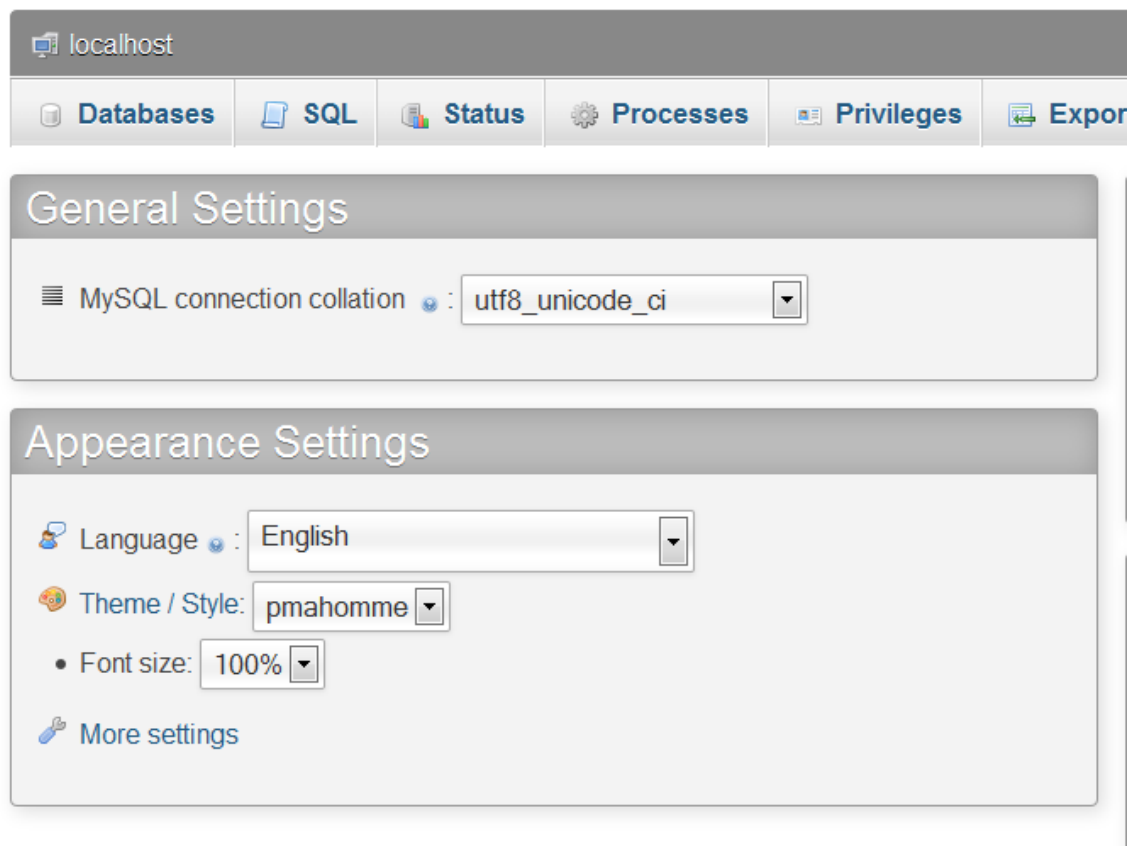 localhost
Databases SQL Status Processes Privileges Expor
General Settings
MySQL connection collation : utf8_unicode_ci
Appearance Settings
Language : English
Theme / Style: pmahomme
• Font size: 100%
More settings